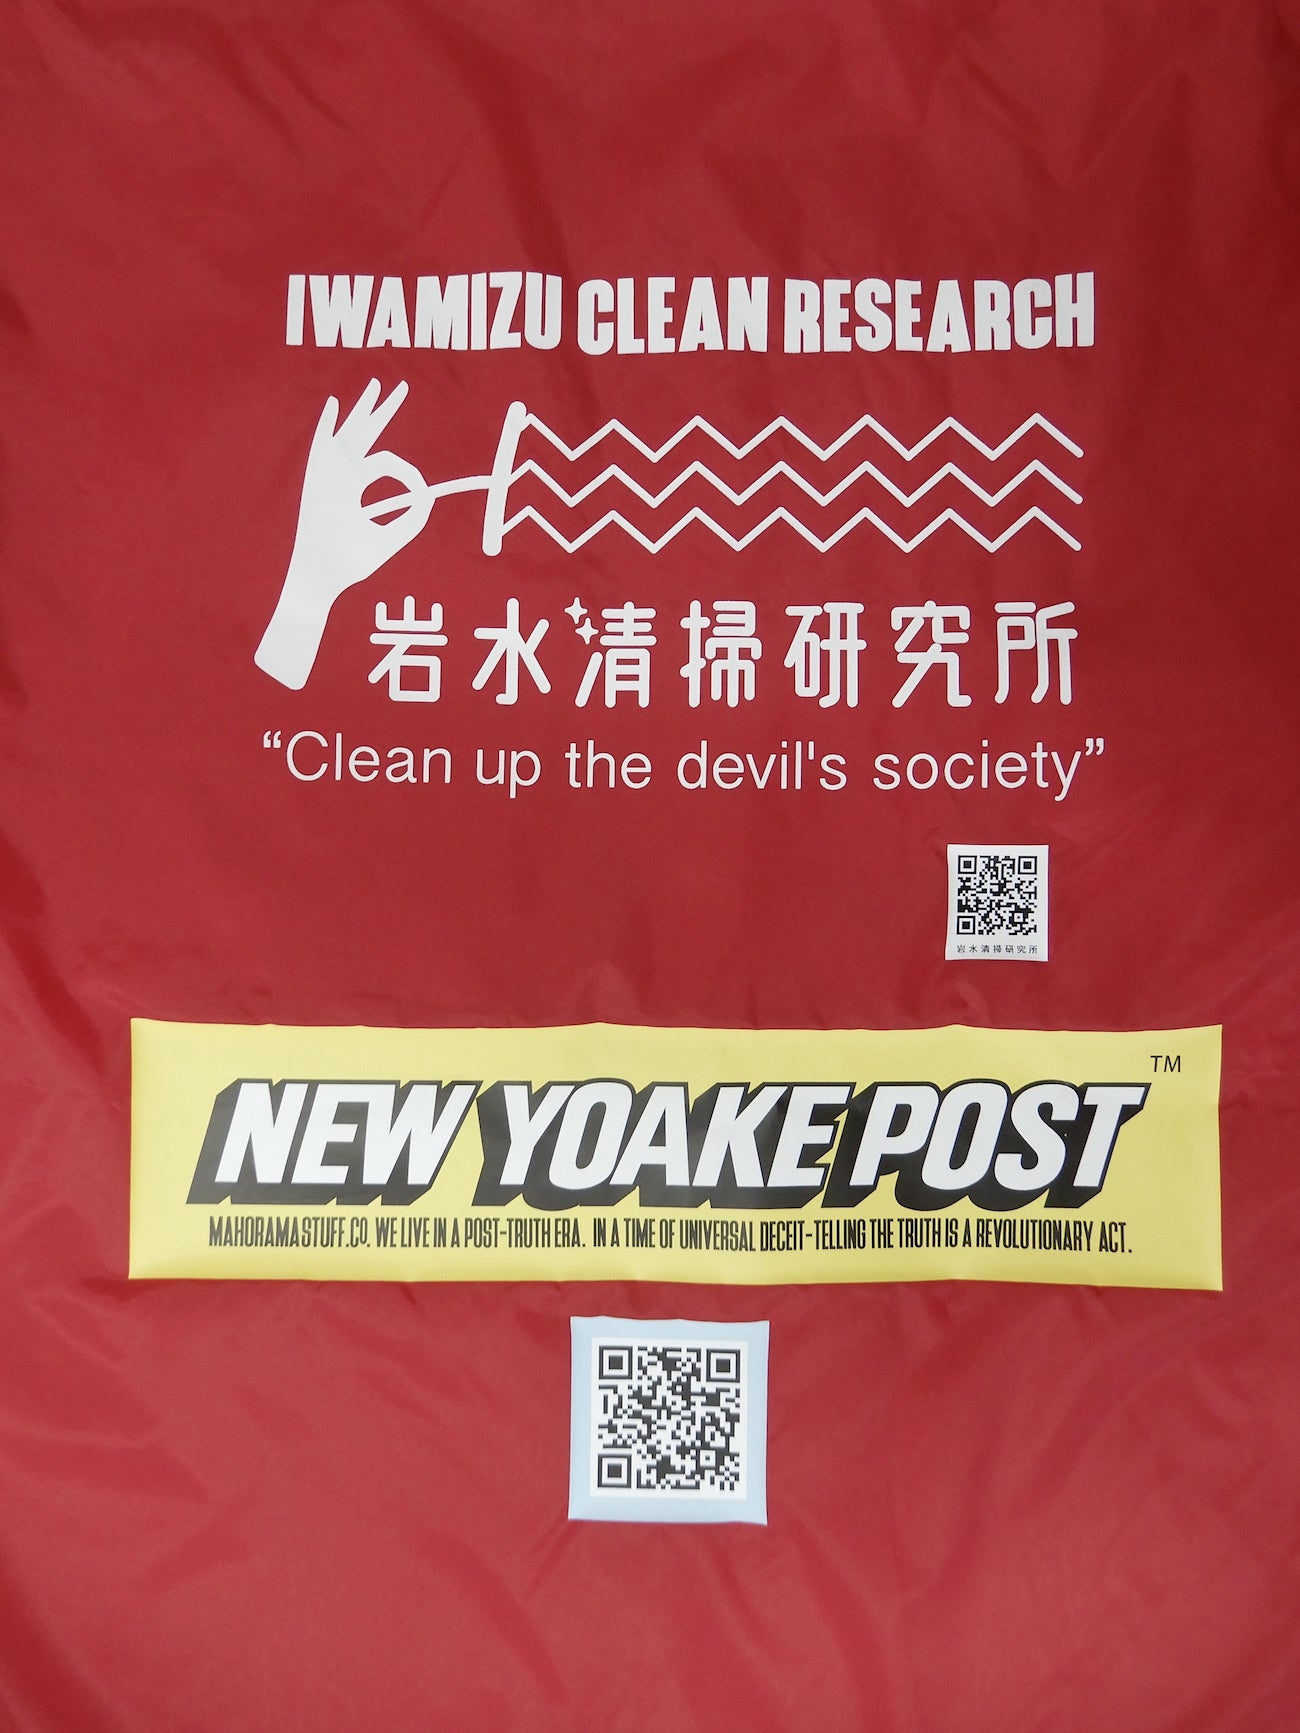 IWAMIZU CLEAN RESEARCH
岩水清掃研究所
“Clean up the devil's society”
岩水清掃研究所
TM
NEW YOAKE POST
MAHORAMASTUFF.CO. WE LIVE IN A POST-TRUTH ERA. IN A TIME OF UNIVERSAL DECEIT-TELLING THE TRUTH IS A REVOLUTIONARY ACT.